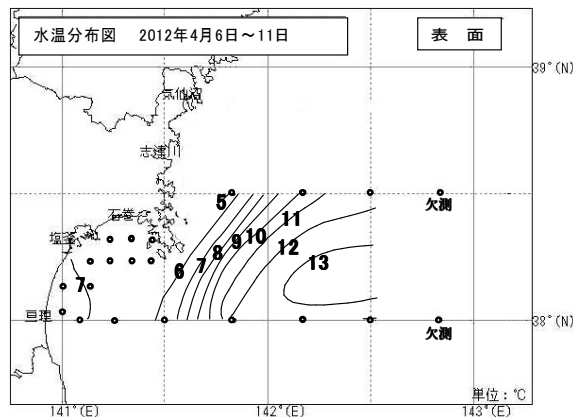 水温分布図 2012年4月6日～11日
表 面
39°(N)
気仙沼
志津川
石巻
塩釜
亘理
5
6
7
8
9
10
11
12
13
7
欠測
欠測
38°(N)
単位：℃
141°(E)
142°(E)
143°(E)